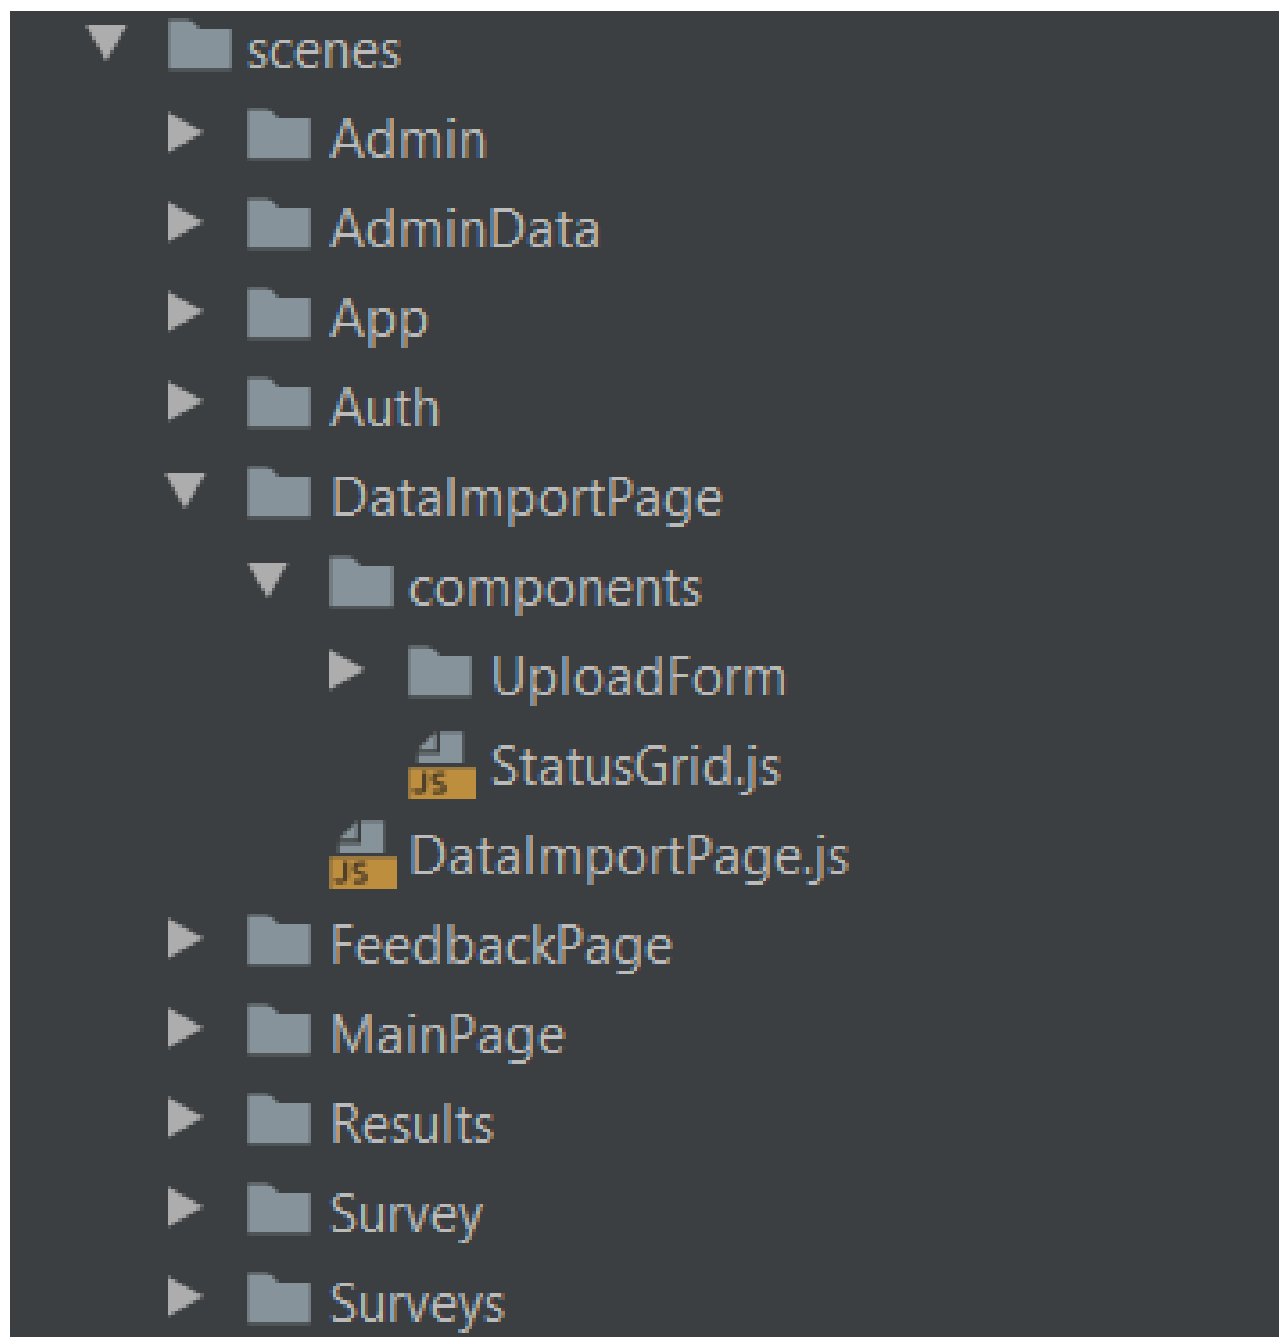 scenes
Admin
AdminData
App
Auth
DataImportPage
components
UploadForm
JS StatusGrid.js
JS DataImportPage.js
FeedbackPage
MainPage
Results
Survey
Surveys